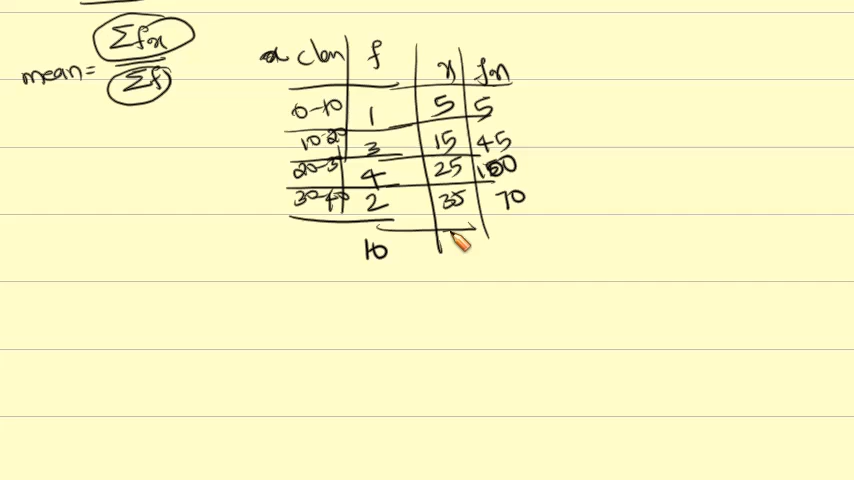 Σfx
mean=
Σf
class f x fx
0-10 1 5 5
10-20 3 15 45
20-3 4 25 100
30-40 2 35 70
10